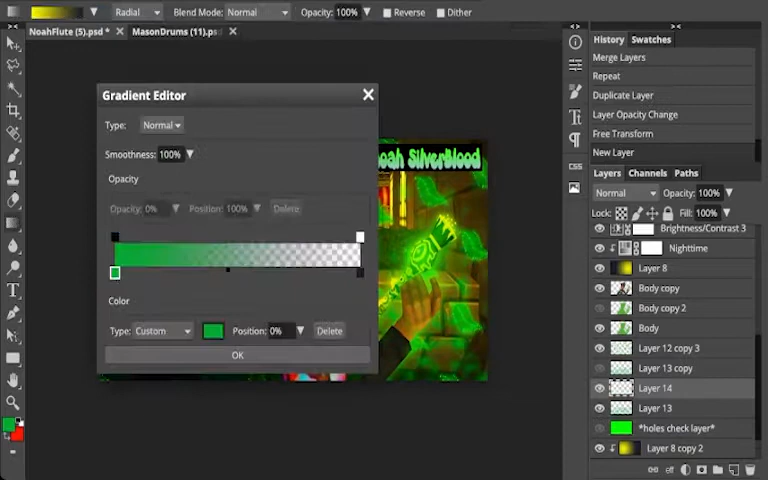 Radial Blend Mode: Normal Opacity: 100% Reverse Dither
NoahFlute (5).psd * MasonDrums (11).psd
Gradient Editor
Type: Normal
Smoothness: 100%
Opacity
Opacity: 0% Position: 100% Delete
Color
Type: Custom Position: 0% Delete
OK
oah SilverBlood
History Swatches
Merge Layers
Repeat
Duplicate Layer
Layer Opacity Change
Free Transform
New Layer
Layers Channels Paths
Normal Opacity: 100%
Lock: Fill: 100%
Brightness/Contrast 3
Nighttime
Layer 8
Body copy
Body copy 2
Body
Layer 12 copy 3
Layer 13 copy
Layer 14
Layer 13
*holes check layer*
Layer 8 copy 2
CSS
eff